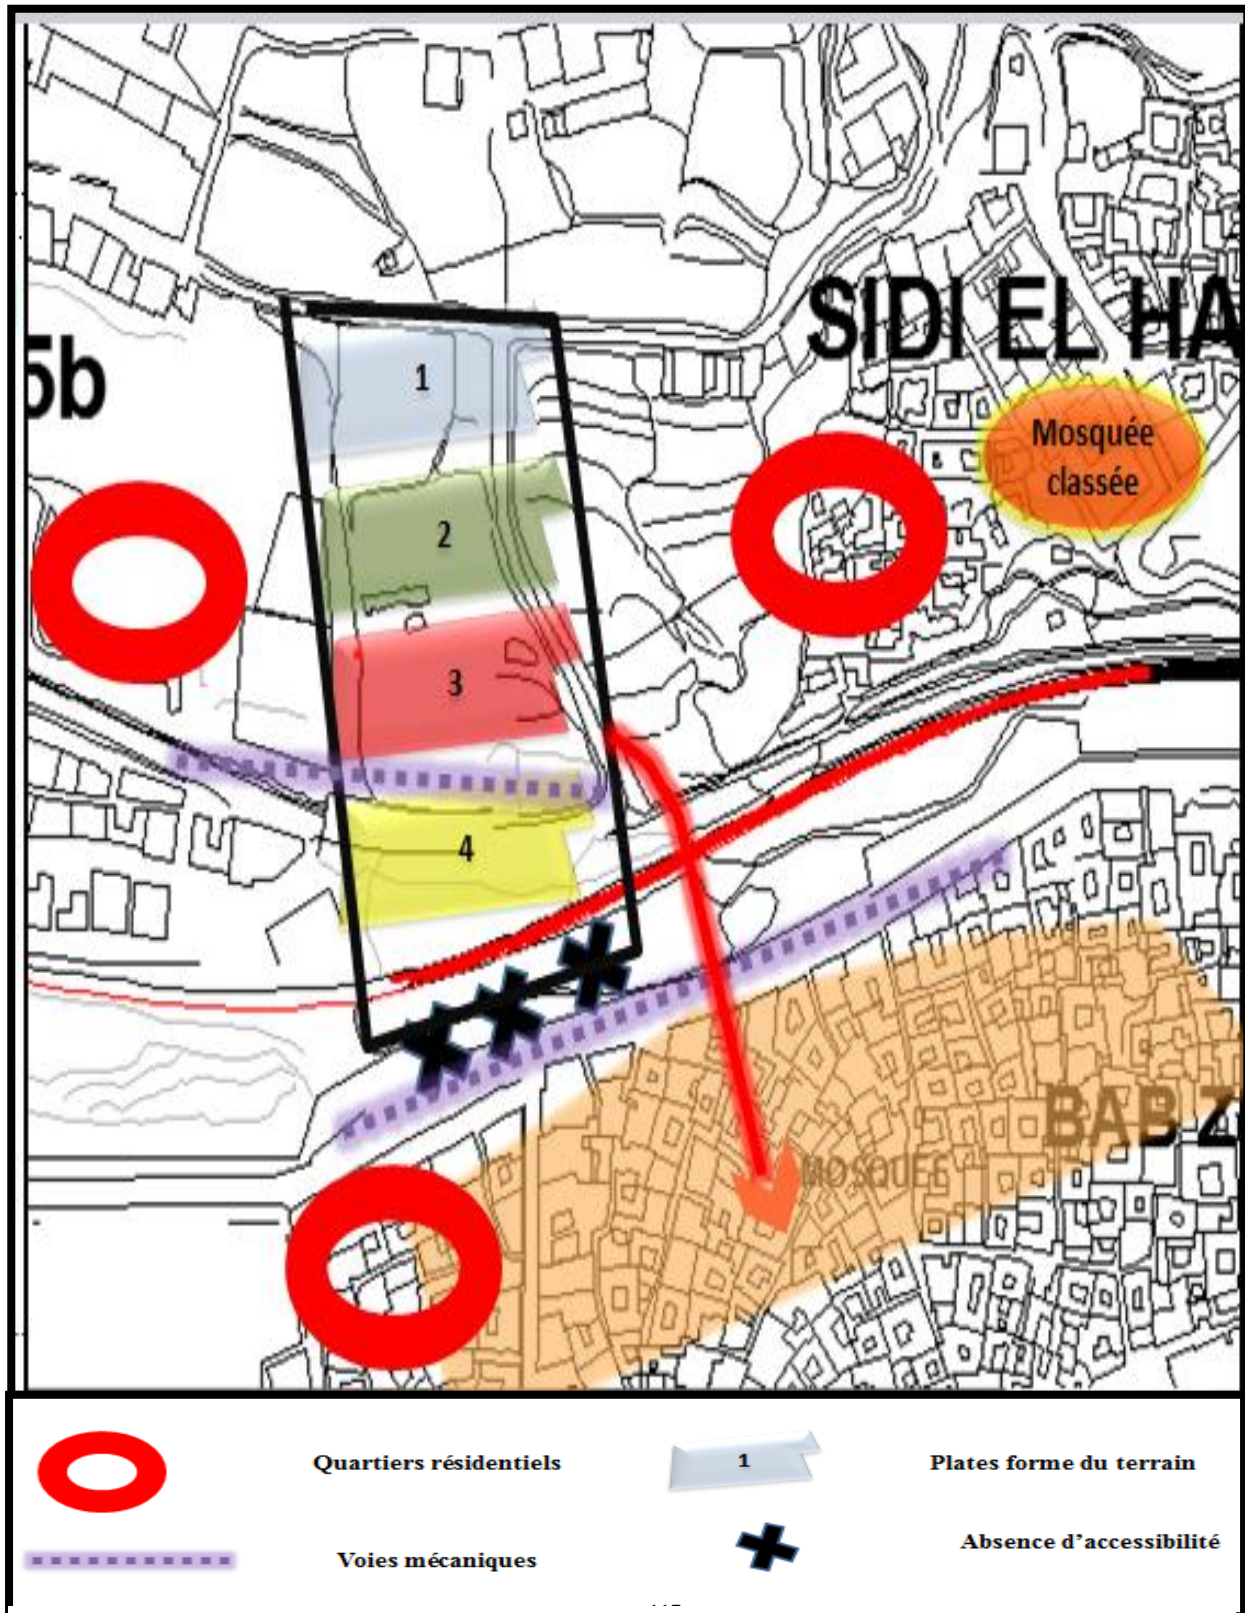 SIDI EL HA
5b
1
Mosquée
classée
2
3
4
BAB Z
MOSQUEE
Quartiers résidentiels
1
Plates forme du terrain
Voies mécaniques
Absence d'accessibilité